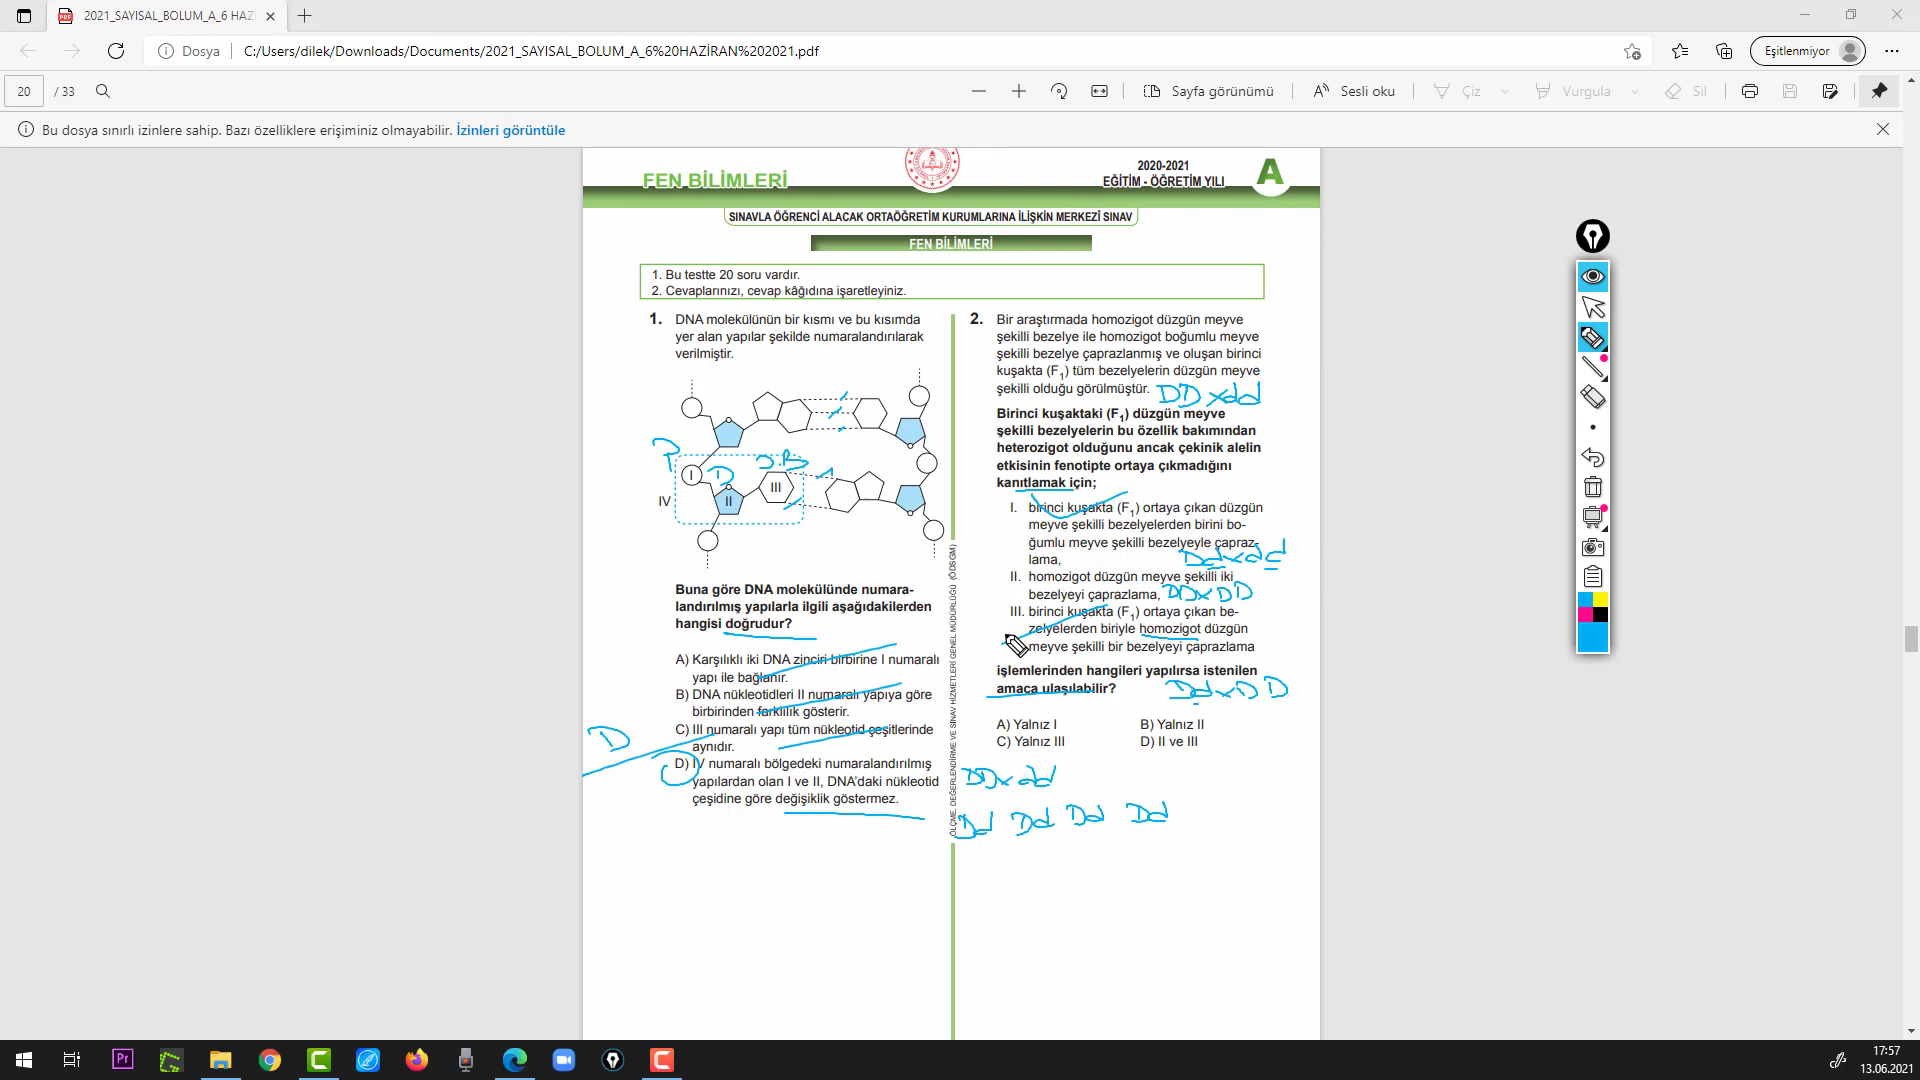 2021_SAYISAL_BOLUM_A_6 HAZ
Dosya C:/Users/dilek/Downloads/Documents/2021_SAYISAL_BOLUM_A_6%20HAZİRAN%202021.pdf
Eşitlenmiyor
20 / 33
Sayfa görünümü
Sesli oku
Çiz
Vurgula
Sil
Bu dosya sınırlı izinlere sahip. Bazı özelliklere erişiminiz olmayabilir. İzinleri görüntüle
FEN BİLİMLERİ
2020-2021
EĞİTİM - ÖĞRETİM YILI
A
SINAVLA ÖĞRENCİ ALACAK ORTAÖĞRETİM KURUMLARINA İLİŞKİN MERKEZÎ SINAV
FEN BİLİMLERİ
1. Bu testte 20 soru vardır.
2. Cevaplarınızı, cevap kâğıdına işaretleyiniz.
1. DNA molekülünün bir kısmı ve bu kısımda
yer alan yapılar şekilde numaralandırılarak
verilmiştir.
P
D
O.B
I
II
III
IV
Buna göre DNA molekülünde numara-
landırılmış yapılarla ilgili aşağıdakilerden
hangisi doğrudur?
A) Karşılıklı iki DNA zinciri birbirine I numaralı
yapı ile bağlanır.
B) DNA nükleotidleri II numaralı yapıya göre
birbirinden farklılık gösterir.
C) III numaralı yapı tüm nükleotid çeşitlerinde
aynıdır.
D
D) IV numaralı bölgedeki numaralandırılmış
yapılardan olan I ve II, DNA'daki nükleotid
çeşidine göre değişiklik göstermez.
ÖLÇME, DEĞERLENDİRME VE SINAV HİZMETLERİ GENEL MÜDÜRLÜĞÜ (ÖDSGM)
2. Bir araştırmada homozigot düzgün meyve
şekilli bezelye ile homozigot boğumlu meyve
şekilli bezelye çaprazlanmış ve oluşan birinci
kuşakta (F1) tüm bezelyelerin düzgün meyve
şekilli olduğu görülmüştür. DD x dd
Birinci kuşaktaki (F1) düzgün meyve
şekilli bezelyelerin bu özellik bakımından
heterozigot olduğunu ancak çekinik alelin
etkisinin fenotipte ortaya çıkmadığını
kanıtlamak için;
I. birinci kuşakta (F1) ortaya çıkan düzgün
meyve şekilli bezelyelerden birini bo-
ğumlu meyve şekilli bezelyeyle çapraz-
lama, Dd x dd
II. homozigot düzgün meyve şekilli iki
bezelyeyi çaprazlama, DD x DD
III. birinci kuşakta (F1) ortaya çıkan be-
zelyelerden biriyle homozigot düzgün
meyve şekilli bir bezelyeyi çaprazlama
işlemlerinden hangileri yapılırsa istenilen
amaca ulaşılabilir? Dd x DD
A) Yalnız I B) Yalnız II
C) Yalnız III D) II ve III
DD x dd
Dd Dd Dd Dd
17:57
13.06.2021